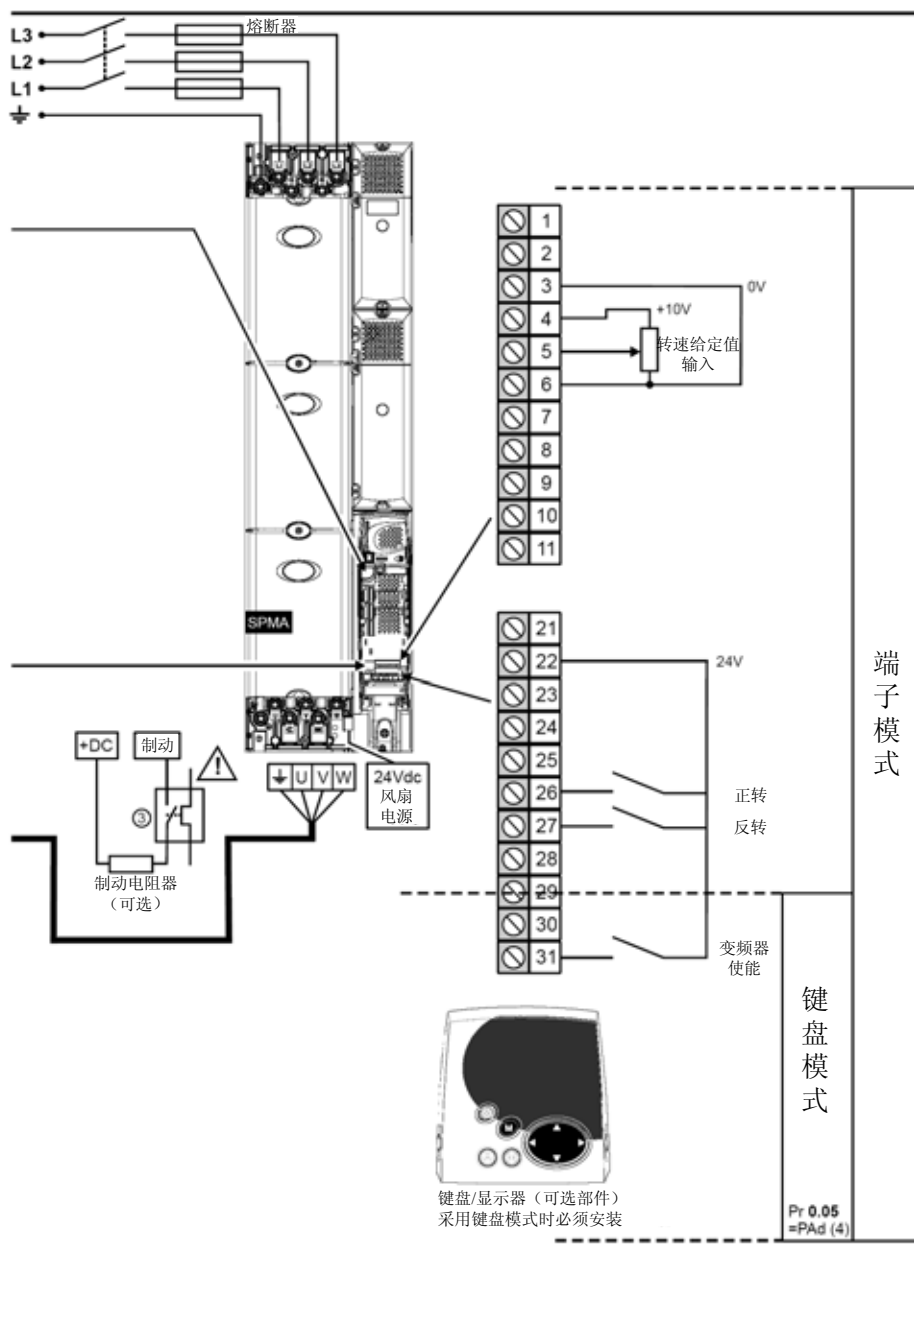 L3
熔断器
L2
L1
1
2
3
0V
4
+10V
5
转速给定值
输入
6
7
8
9
10
11
SPMA
21
22
24V
23
24
25
26
正转
27
反转
28
29
30
31
变频器
使能
端子模式
+DC
制动
!
③
制动电阻器
（可选）
U V W
24Vdc
风扇
电源
键盘模式
M
键盘/显示器（可选部件）
采用键盘模式时必须安装
Pr 0.05
=PAd (4)